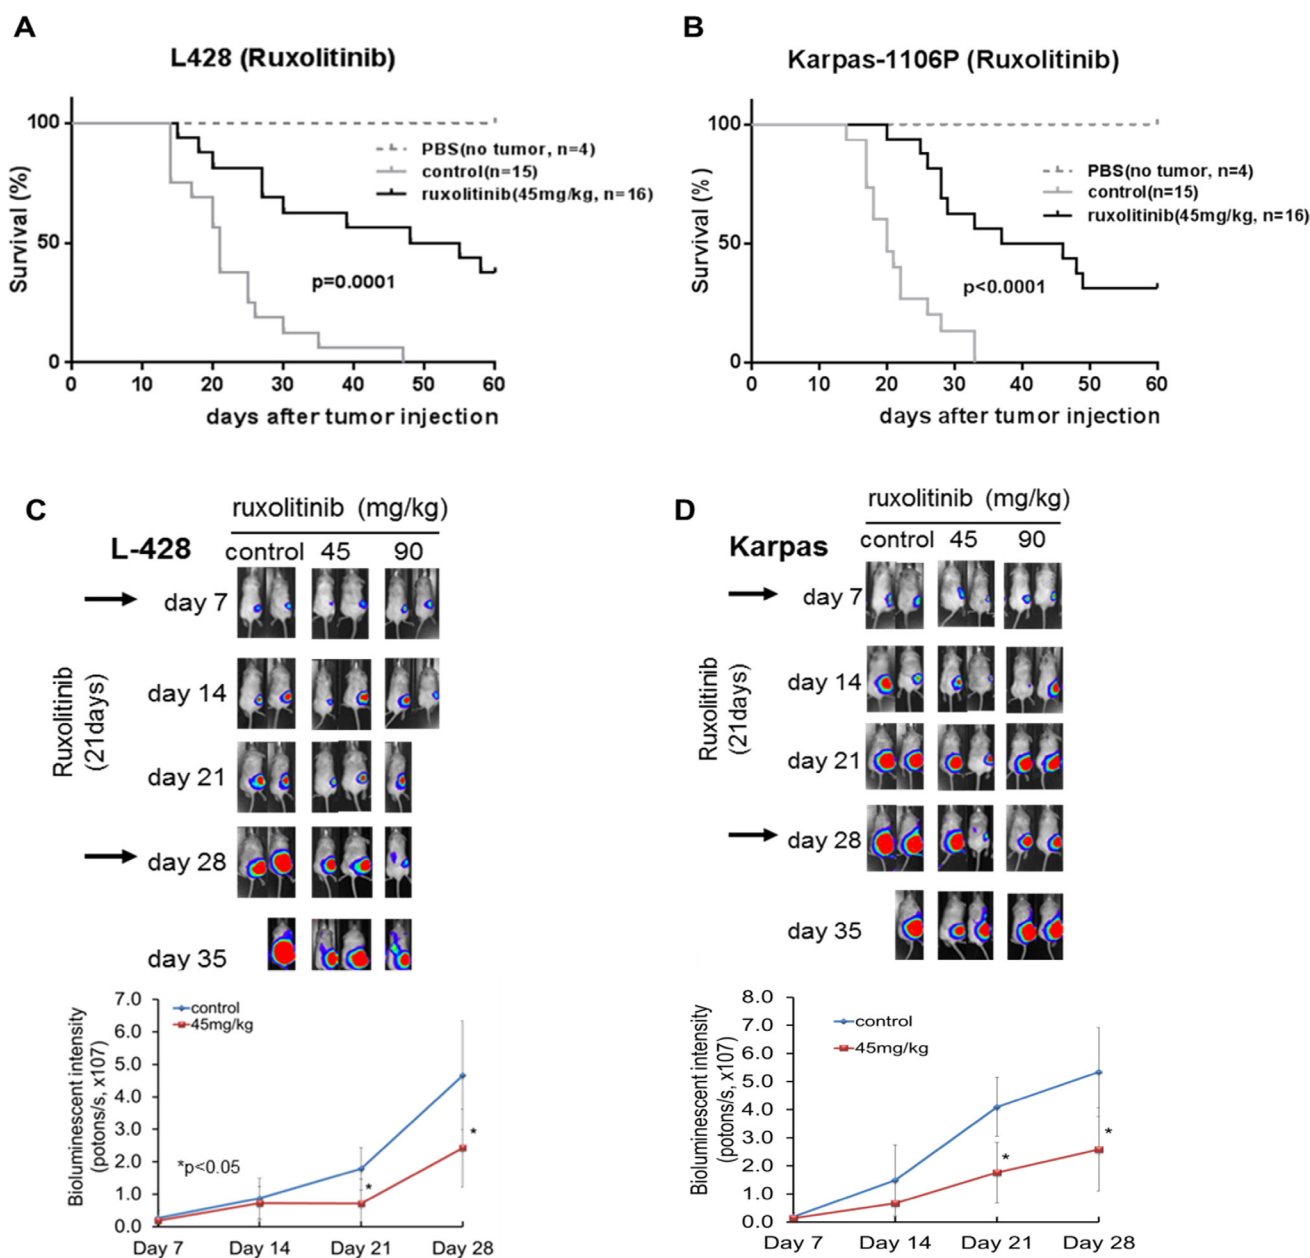 A
L428 (Ruxolitinib)
Survival (%)
100
50
0
PBS(no tumor, n=4)
control(n=15)
ruxolitinib(45mg/kg, n=16)
p=0.0001
0 10 20 30 40 50 60
days after tumor injection
B
Karpas-1106P (Ruxolitinib)
Survival (%)
100
50
0
PBS(no tumor, n=4)
control(n=15)
ruxolitinib(45mg/kg, n=16)
p<0.0001
0 10 20 30 40 50 60
days after tumor injection
C
ruxolitinib (mg/kg)
L-428
control 45 90
day 7
day 14
Ruxolitinib
(21days)
day 21
day 28
day 35
Bioluminescent intensity
(potons/s, x107)
7.0
6.0
5.0
4.0
3.0
2.0
1.0
0.0
control
45mg/kg
*p<0.05
*
*
Day 7 Day 14 Day 21 Day 28
D
ruxolitinib (mg/kg)
Karpas
control 45 90
day 7
day 14
Ruxolitinib
(21days)
day 21
day 28
day 35
Bioluminescent intensity
(potons/s, x107)
8.0
7.0
6.0
5.0
4.0
3.0
2.0
1.0
0.0
control
45mg/kg
*
*
Day 7 Day 14 Day 21 Day 28